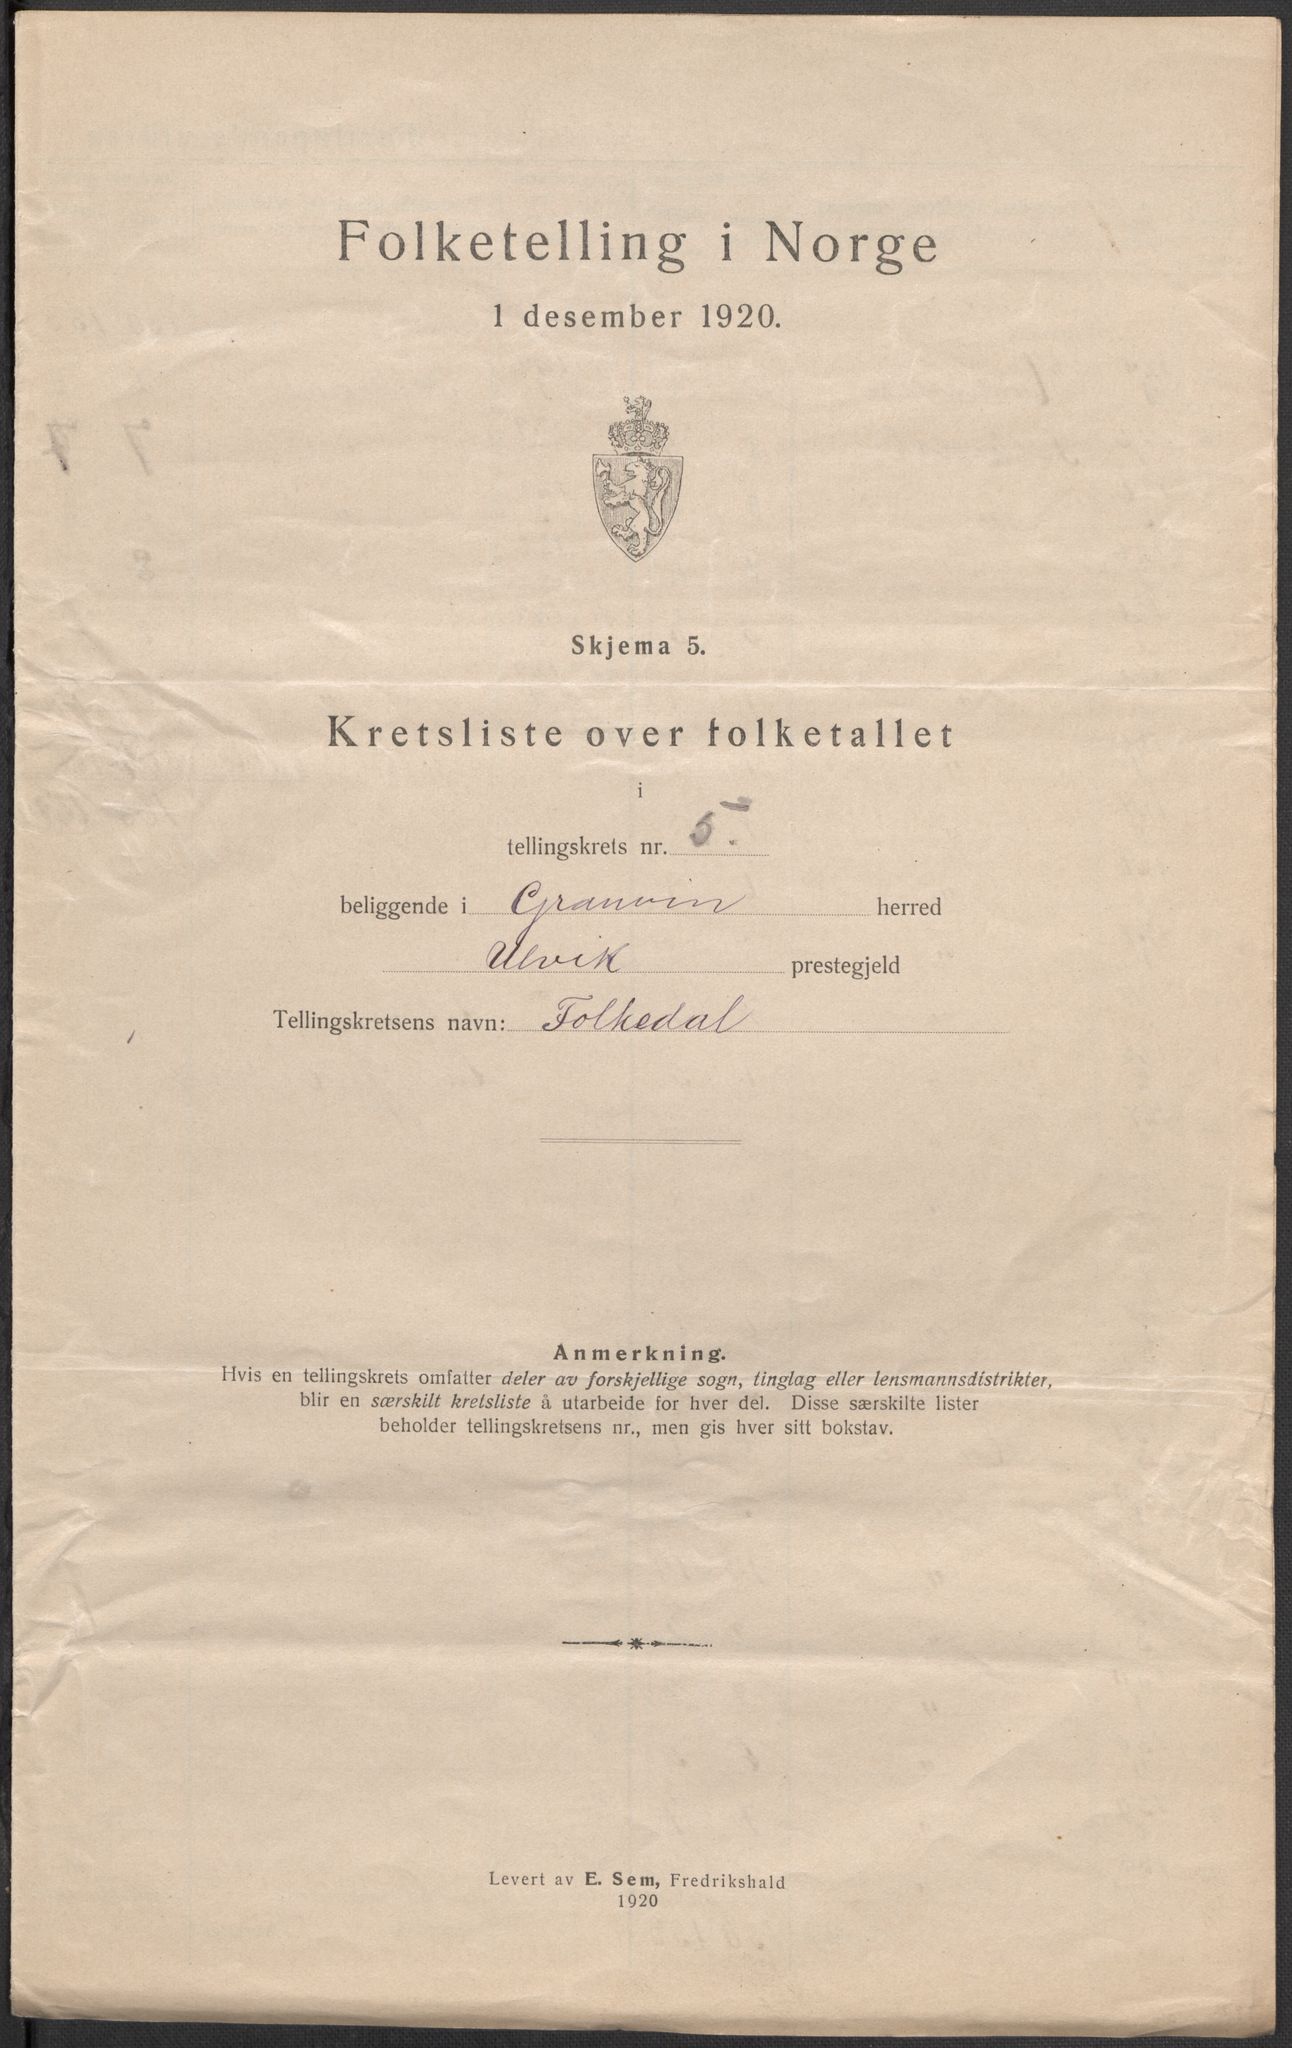 Folketelling i Norge
1 desember 1920.
Skjema 5.
Kretsliste over folketallet
i
tellingskrets nr. 5.
beliggende i Granvin herred
Ulvik prestegjeld
Tellingskretsens navn: Folkedal
Anmerkning.
Hvis en tellingskrets omfatter deler av forskjellige sogn, tinglag eller lensmannsdistrikter,
blir en særskilt kretsliste å utarbeide for hver del. Disse særskilte lister
beholder tellingskretsens nr., men gis hver sitt bokstav.
Levert av E. Sem, Fredrikshald
1920